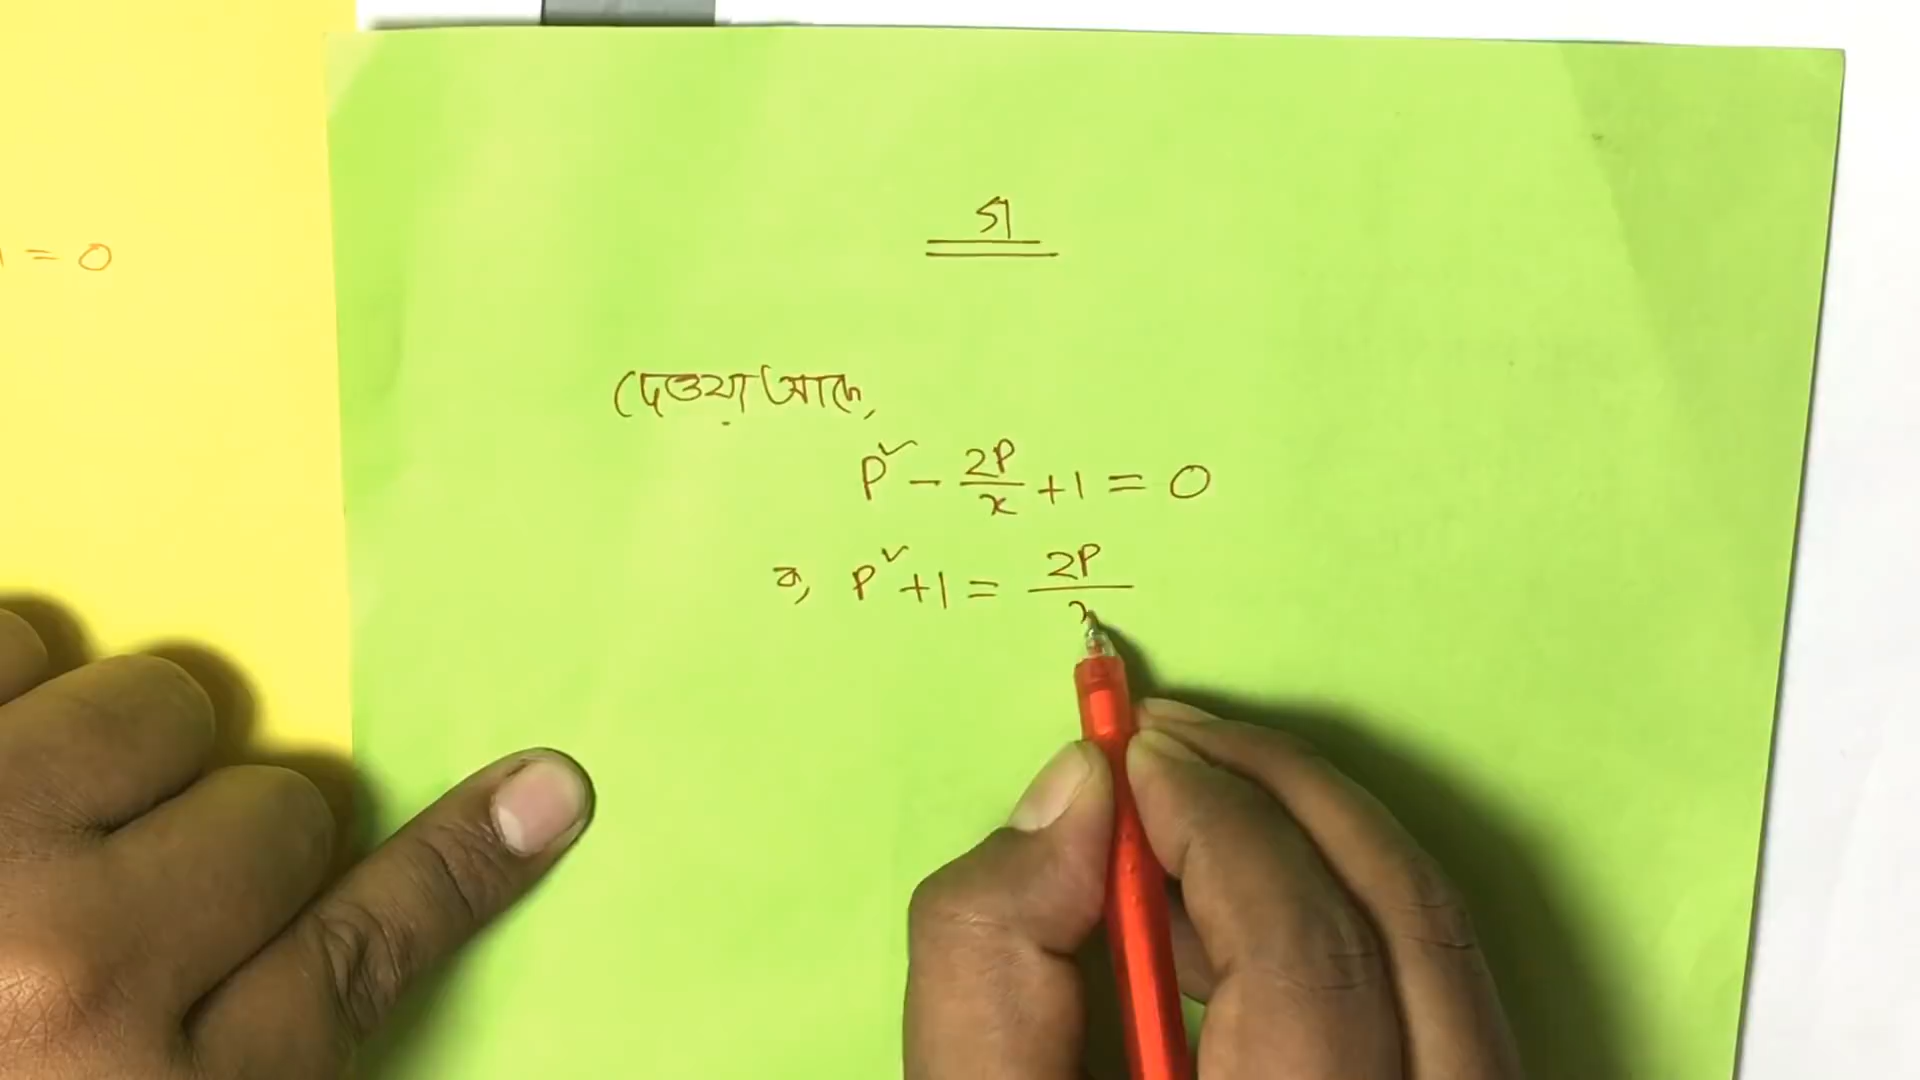 গ
= 0
দেওয়া আছে,
p² - 2p/x + 1 = 0
বা, p² + 1 = 2p/x